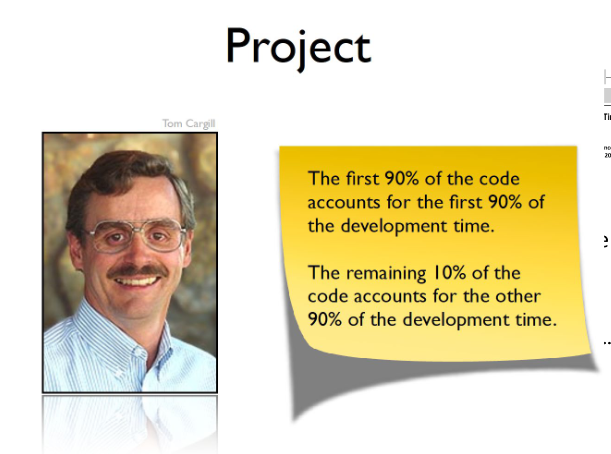 Project
Tom Cargill
The first 90% of the code
accounts for the first 90% of
the development time.
The remaining 10% of the
code accounts for the other
90% of the development time.